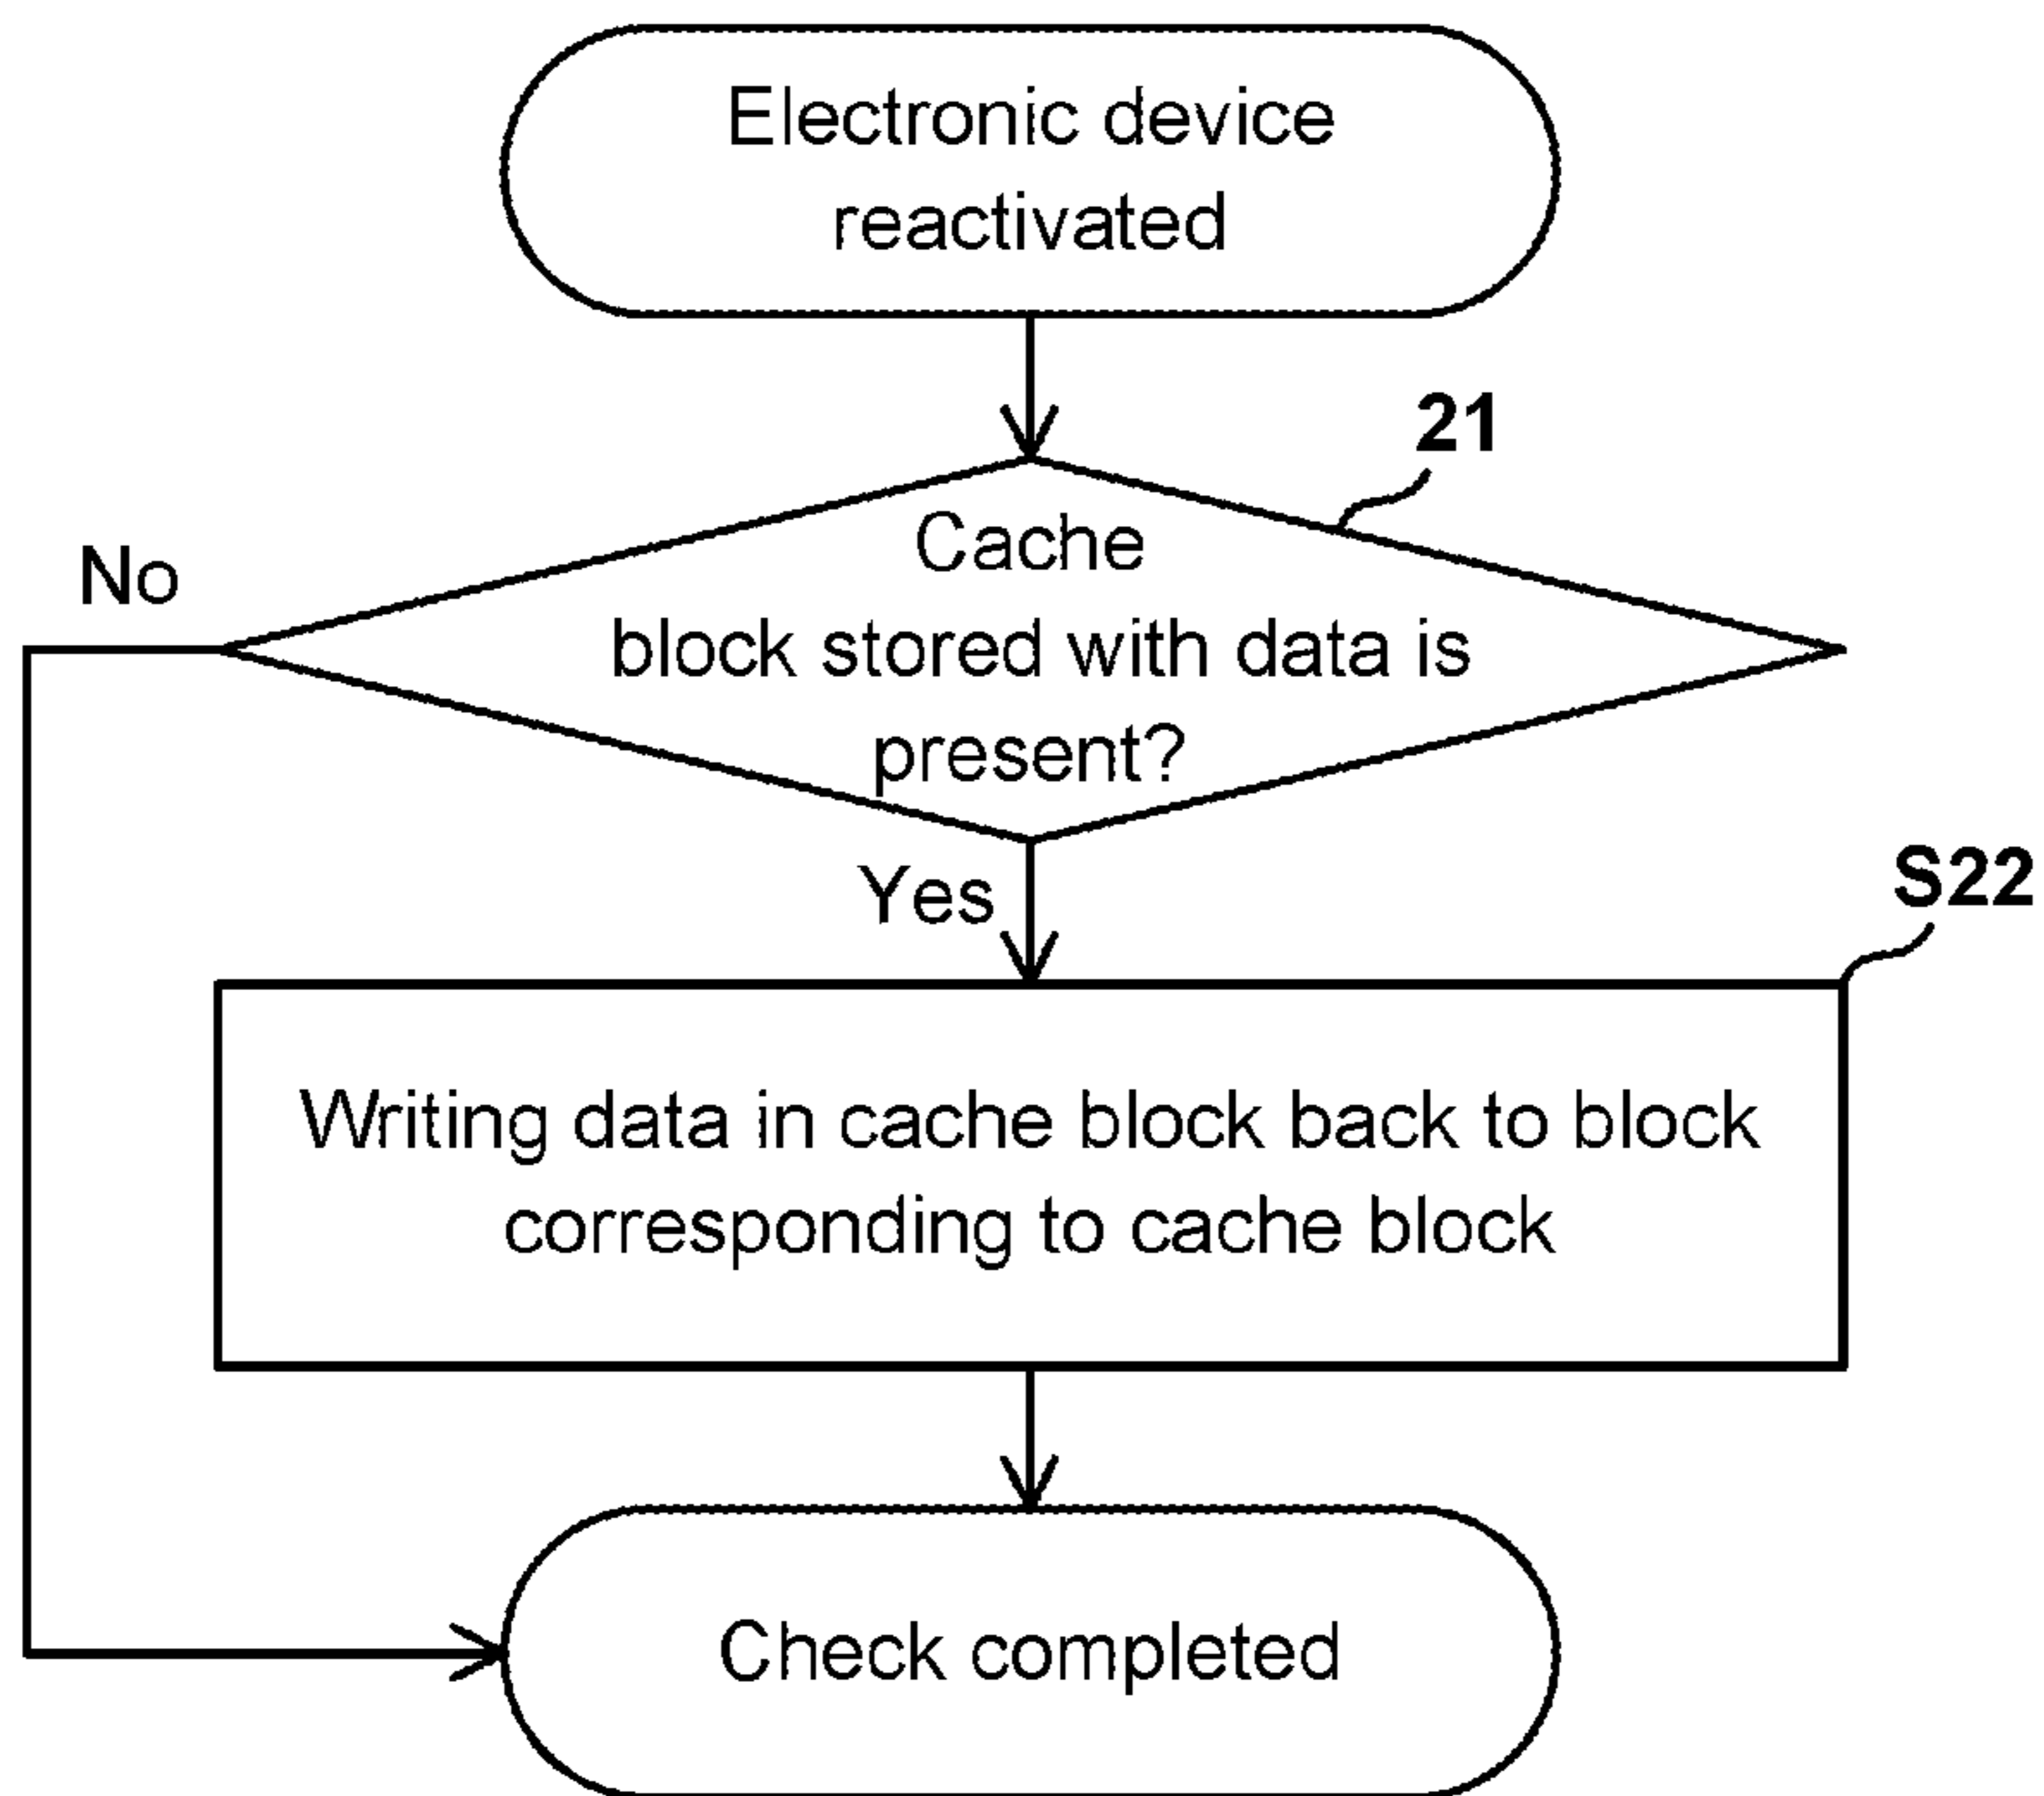 Electronic device
reactivated
21
Cache
block stored with data is
present?
No
Yes
S22
Writing data in cache block back to block
corresponding to cache block
Check completed